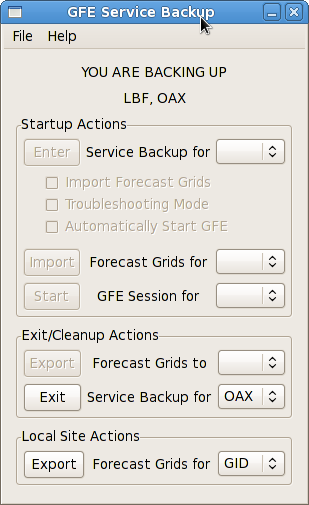 GFE Service Backup
File Help
YOU ARE BACKING UP
LBF, OAX
Startup Actions
Enter Service Backup for
Import Forecast Grids
Troubleshooting Mode
Automatically Start GFE
Import Forecast Grids for
Start GFE Session for
Exit/Cleanup Actions
Export Forecast Grids to
Exit Service Backup for OAX
Local Site Actions
Export Forecast Grids for GID